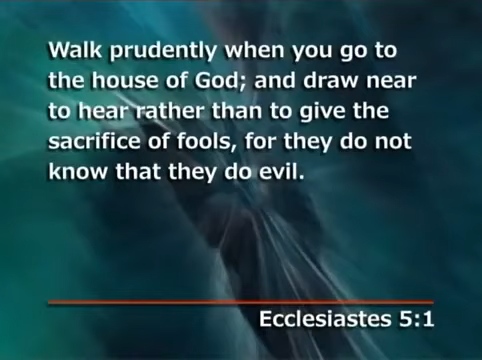 Walk prudently when you go to
the house of God; and draw near
to hear rather than to give the
sacrifice of fools, for they do not
know that they do evil.
Ecclesiastes 5:1